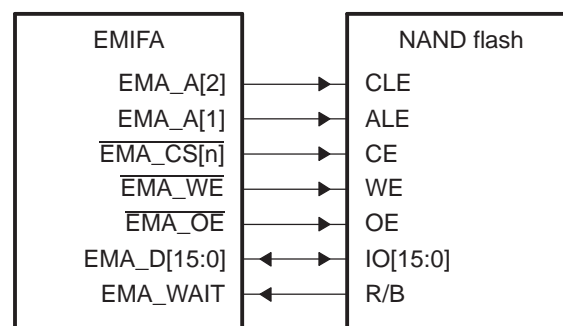 EMIFA NAND flash
EMA_A[2] CLE
EMA_A[1] ALE
EMA_CS[n] CE
EMA_WE WE
EMA_OE OE
EMA_D[15:0] IO[15:0]
EMA_WAIT R/B